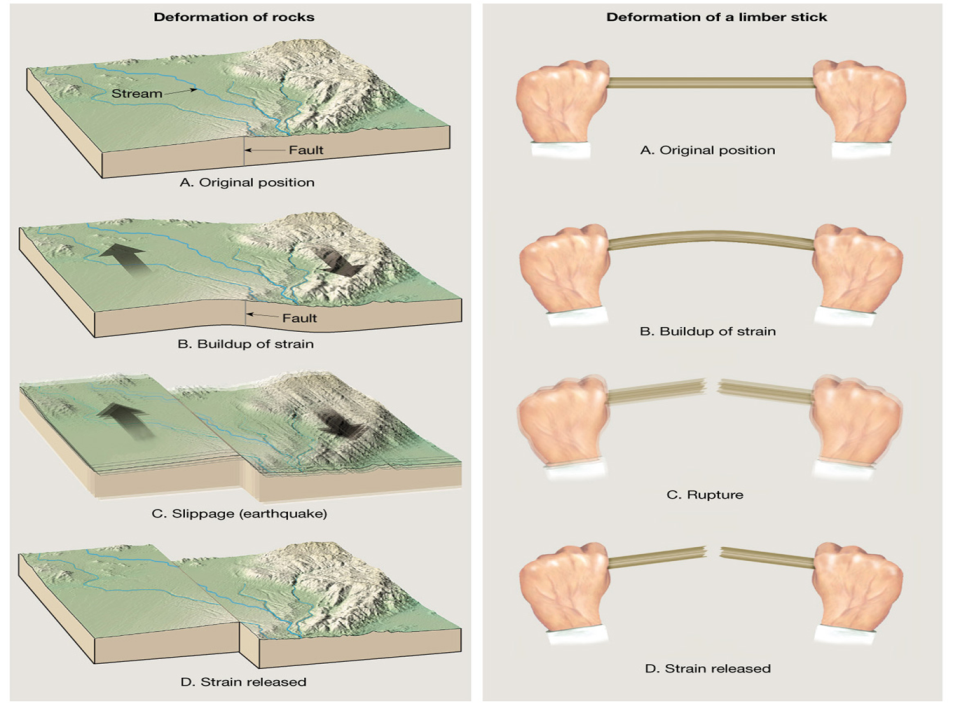 Deformation of rocks
Stream
Fault
A. Original position
Fault
B. Buildup of strain
C. Slippage (earthquake)
D. Strain released
Deformation of a limber stick
A. Original position
B. Buildup of strain
C. Rupture
D. Strain released